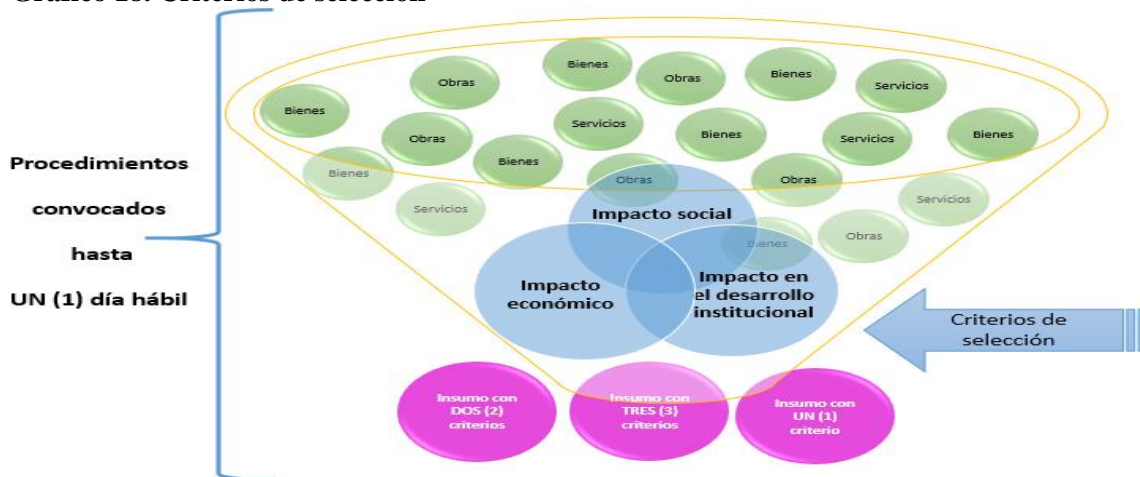 Gráfico 18: Criterios de selección
Procedimientos
convocados
hasta
UN (1) día hábil
Bienes
Obras
Bienes
Obras
Bienes
Servicios
Bienes
Obras
Bienes
Servicios
Bienes
Servicios
Bienes
Bienes
Servicios
Obras
Obras
Servicios
Bienes
Obras
Impacto social
Impacto
económico
Impacto en
el desarrollo
institucional
Criterios de
selección
Insumo con
DOS (2)
criterios
Insumo con
TRES (3)
criterios
Insumo con
UN (1)
criterio